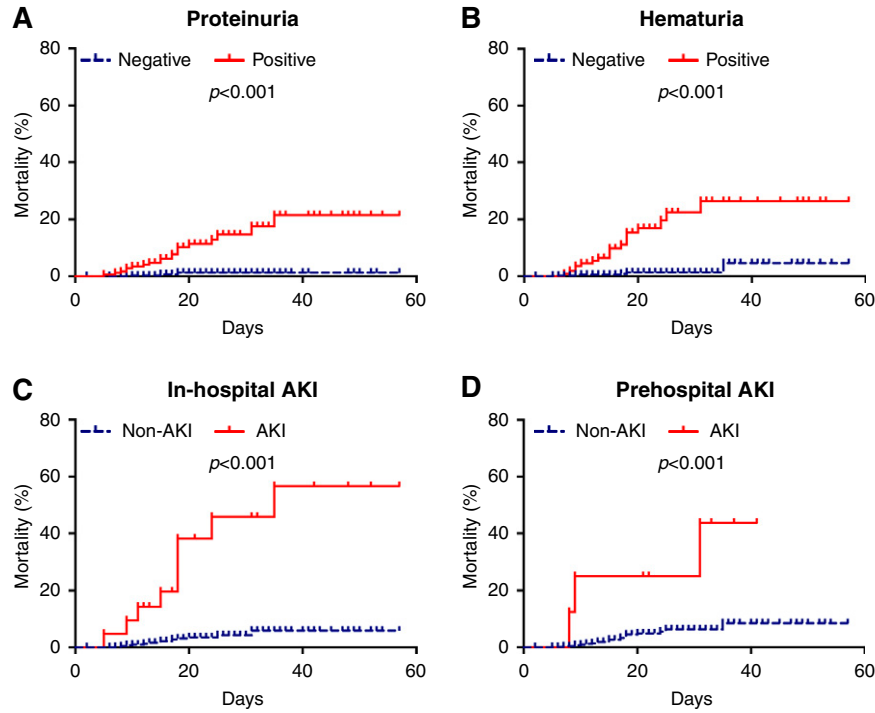 A Proteinuria
Mortality (%)
80
60
40
20
0
Negative Positive
p<0.001
0 20 40 60
Days
B Hematuria
Mortality (%)
80
60
40
20
0
Negative Positive
p<0.001
0 20 40 60
Days
C In-hospital AKI
Mortality (%)
80
60
40
20
0
Non-AKI AKI
p<0.001
0 20 40 60
Days
D Prehospital AKI
Mortality (%)
80
60
40
20
0
Non-AKI AKI
p<0.001
0 20 40 60
Days